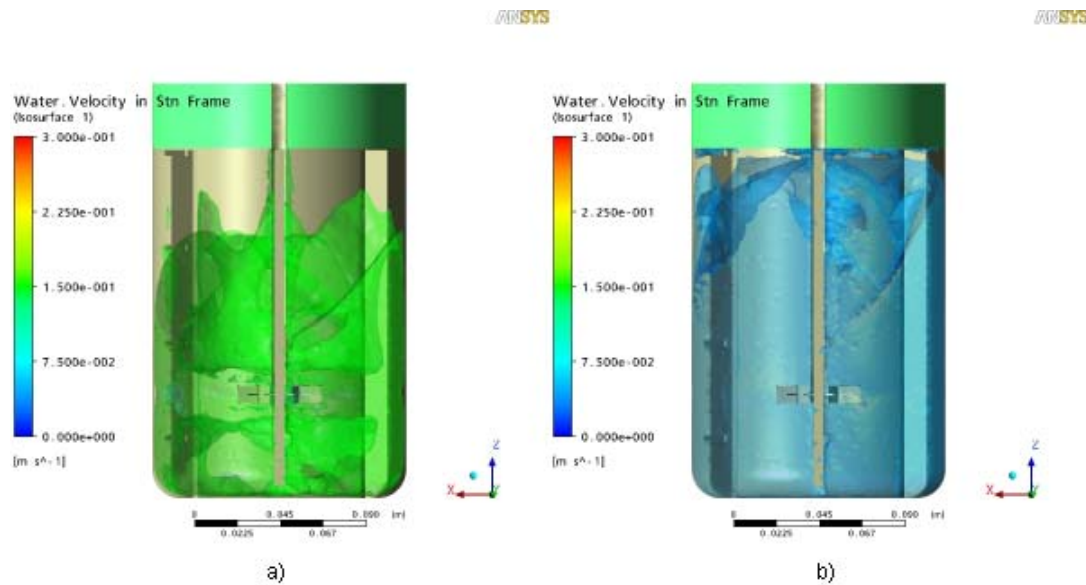 ANSYS
Water.Velocity in Stn Frame
(Isosurface 1)
3.000e-001
2.250e-001
1.500e-001
7.500e-002
0.000e+000
[m s^-1]
Z
X
Y
0 0.045 0.090 (m)
0.0225 0.067
a)
ANSYS
Water.Velocity in Stn Frame
(Isosurface 1)
3.000e-001
2.250e-001
1.500e-001
7.500e-002
0.000e+000
[m s^-1]
Z
X
Y
0 0.045 0.090 (m)
0.0225 0.067
b)